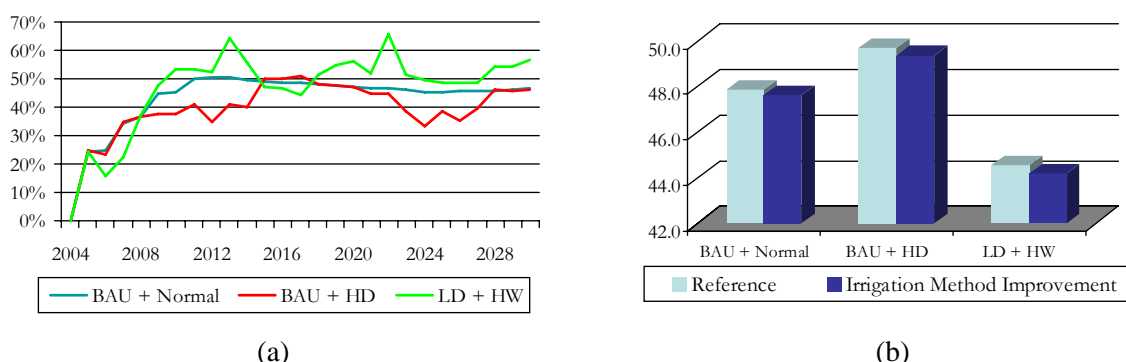 70%
60%
50%
40%
30%
20%
10%
0%
2004 2008 2012 2016 2020 2024 2028
BAU + Normal BAU + HD LD + HW
(a)
50.0
48.0
46.0
44.0
42.0
BAU + Normal BAU + HD LD + HW
Reference Irrigation Method Improvement
(b)